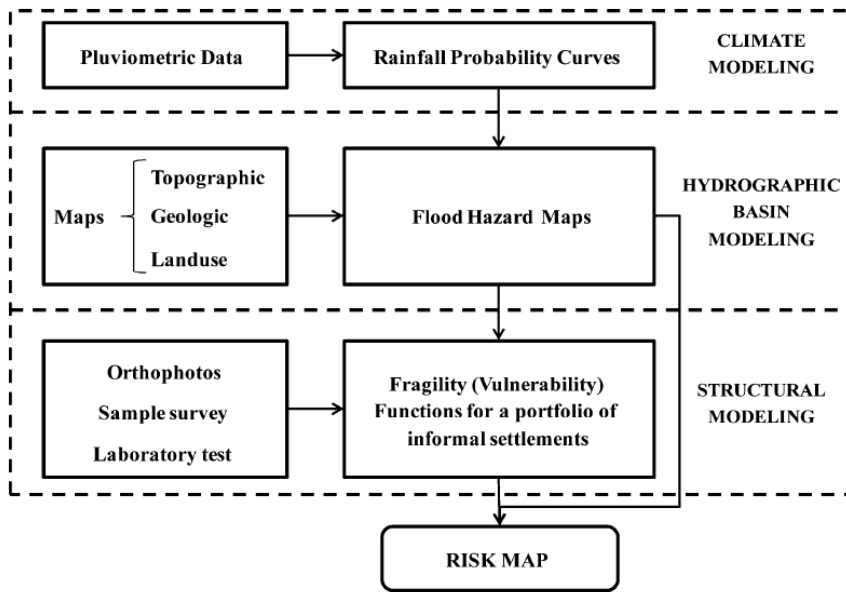 Pluviometric Data
Rainfall Probability Curves
CLIMATE
MODELING
Maps
Topographic
Geologic
Landuse
Flood Hazard Maps
HYDROGRAPHIC
BASIN
MODELING
Orthophotos
Sample survey
Laboratory test
Fragility (Vulnerability)
Functions for a portfolio of
informal settlements
STRUCTURAL
MODELING
RISK MAP